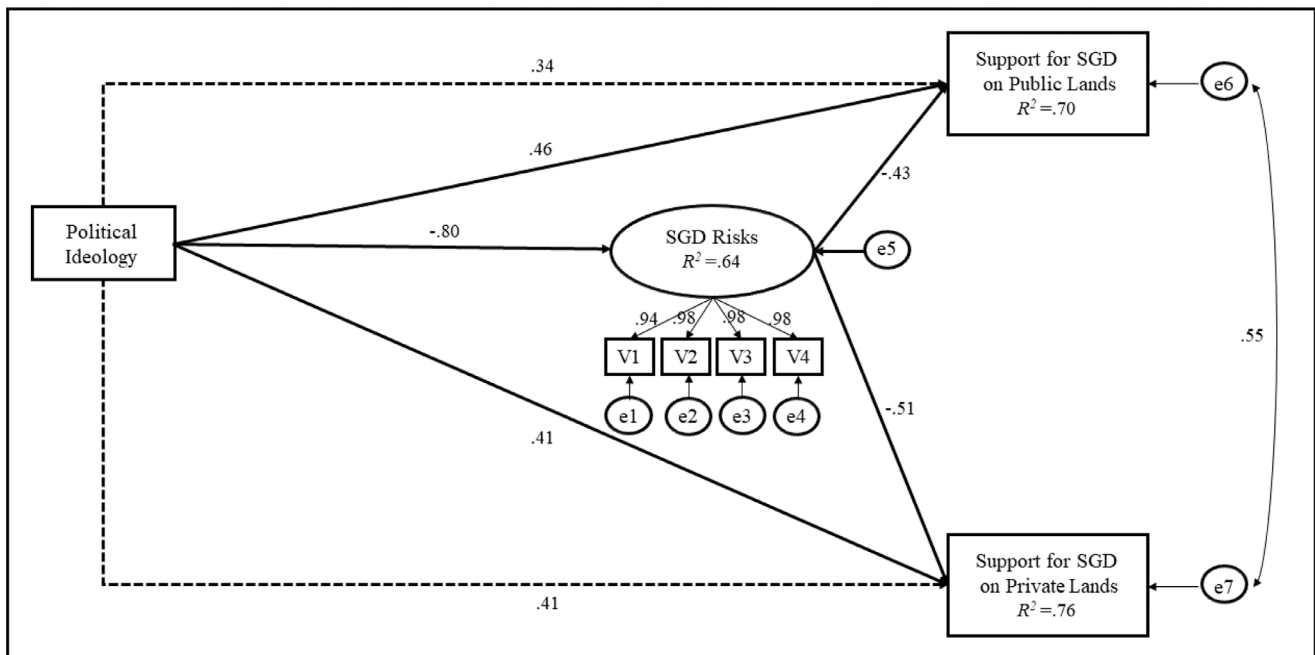 Support for SGD
on Public Lands
R² =.70
e6
.34
.46
-.43
Political
Ideology
-.80
SGD Risks
R² =.64
e5
.94
.98
.98
.98
V1
V2
V3
V4
e1
e2
e3
e4
.55
-.51
.41
Support for SGD
on Private Lands
R² =.76
e7
.41